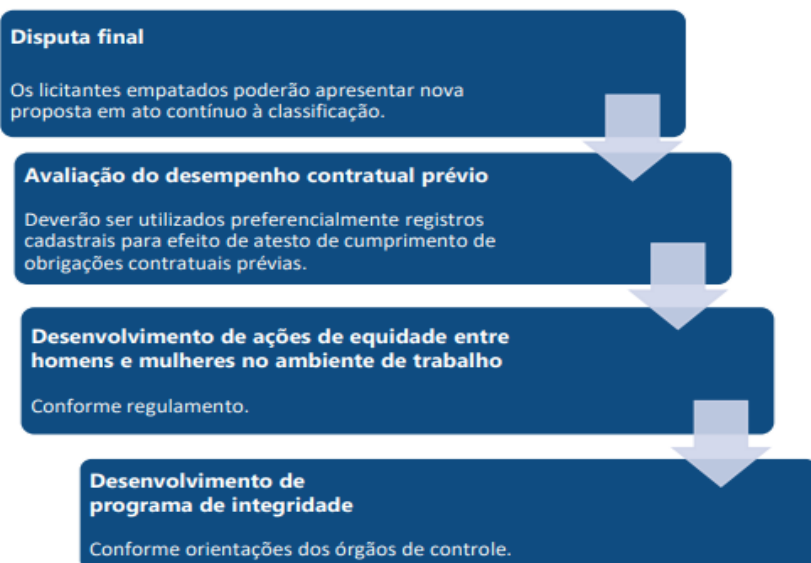 Disputa final
Os licitantes empatados poderão apresentar nova
proposta em ato contínuo à classificação.
Avaliação do desempenho contratual prévio
Deverão ser utilizados preferencialmente registros
cadastrais para efeito de atesto de cumprimento de
obrigações contratuais prévias.
Desenvolvimento de ações de equidade entre
homens e mulheres no ambiente de trabalho
Conforme regulamento.
Desenvolvimento de
programa de integridade
Conforme orientações dos órgãos de controle.